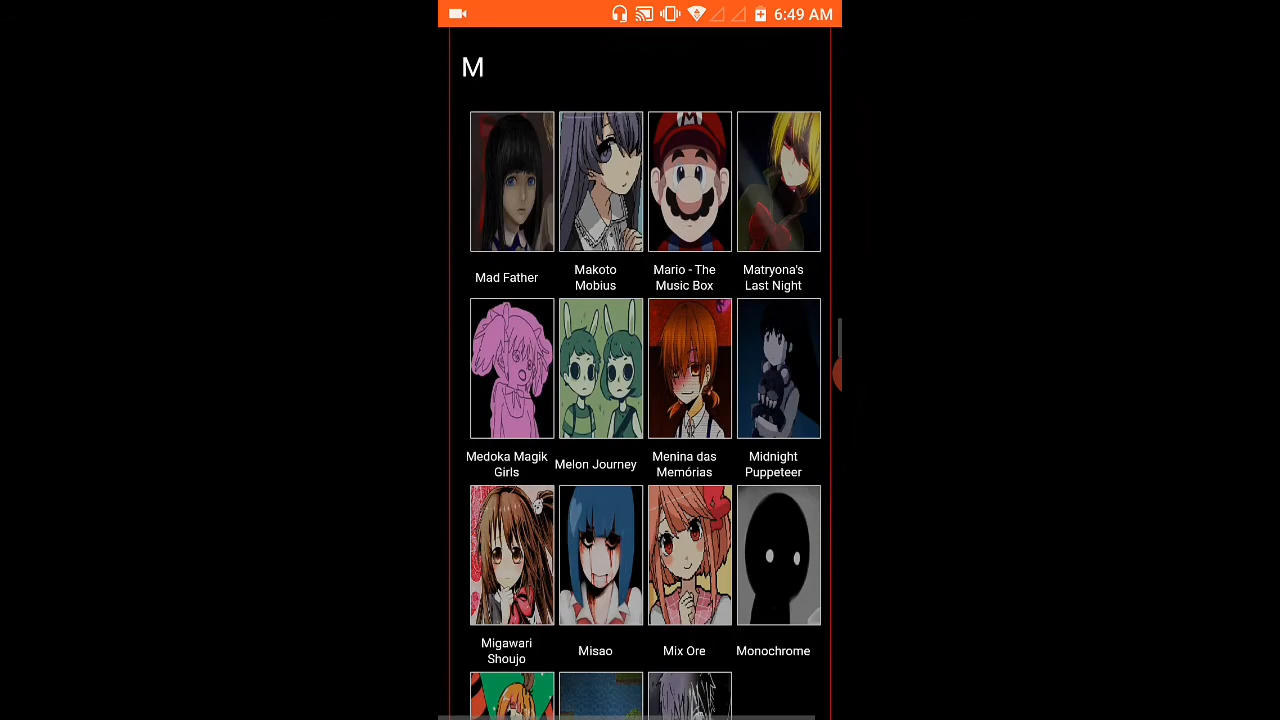 6:49 AM
M
M
Mad Father
Makoto
Mobius
Mario - The
Music Box
Matryona's
Last Night
Medoka Magik
Girls
Melon Journey
Menina das
Memórias
Midnight
Puppeteer
Migawari
Shoujo
Misao
Mix Ore
Monochrome